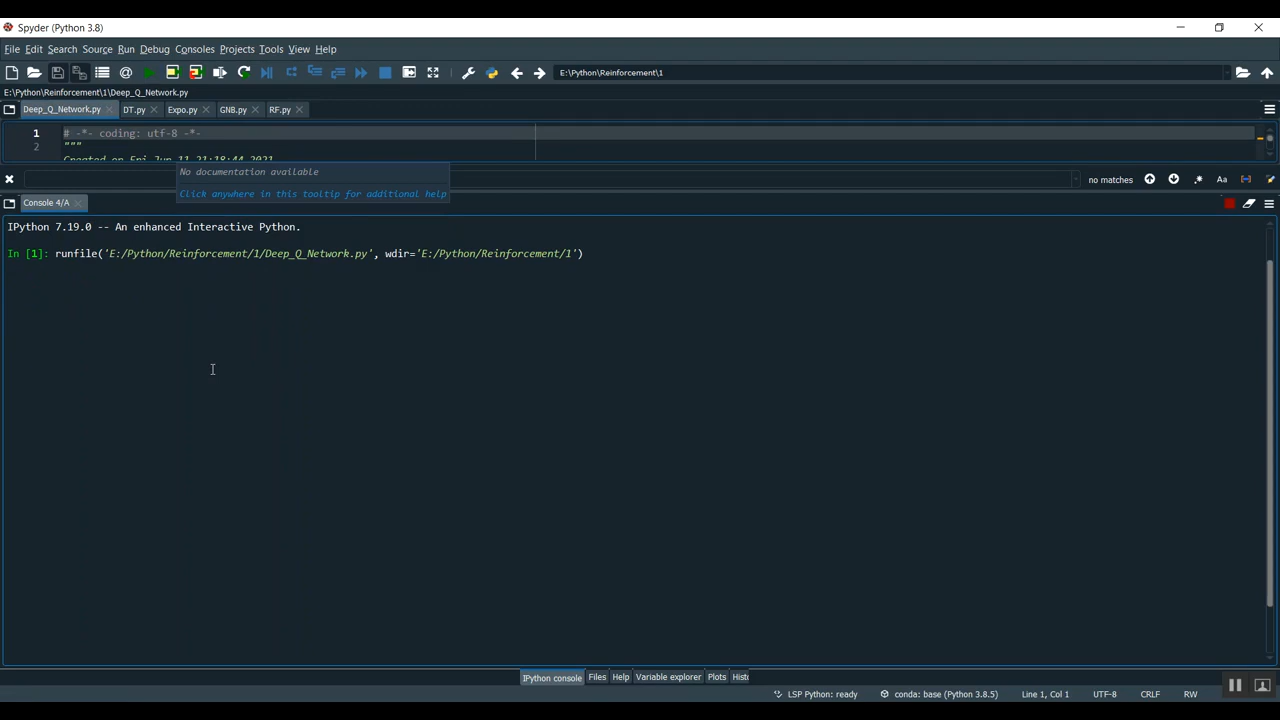 Spyder (Python 3.8)
File Edit Search Source Run Debug Consoles Projects Tools View Help
E:\Python\Reinforcement\1
E:\Python\Reinforcement\1\Deep_Q_Network.py
Deep_Q_Network.py DT.py Expo.py GNB.py RF.py
1 # -*- coding: utf-8 -*-
2 """
Created on Fri Jun 11 21:18:44 2021
No documentation available
no matches Aa
Click anywhere in this tooltip for additional help
Console 4/A
IPython 7.19.0 -- An enhanced Interactive Python.
In [1]: runfile('E:/Python/Reinforcement/1/Deep_Q_Network.py', wdir='E:/Python/Reinforcement/1')
IPython console Files Help Variable explorer Plots Histo
LSP Python: ready conda: base (Python 3.8.5) Line 1, Col 1 UTF-8 CRLF RW